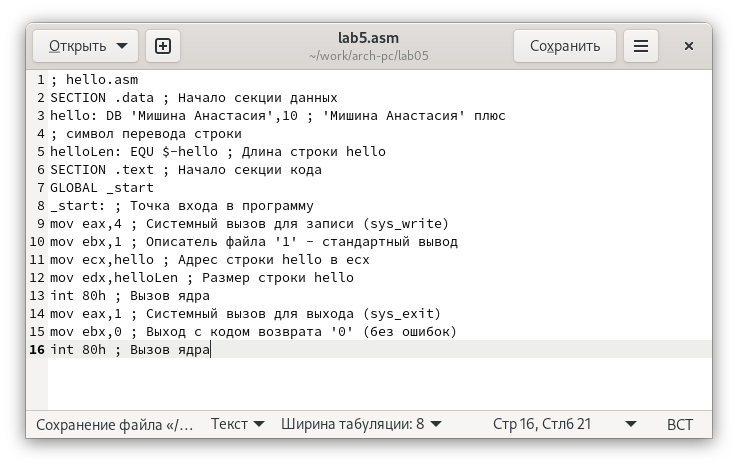 Открыть
lab5.asm
~/work/arch-pc/lab05
Сохранить
1 ; hello.asm
2 SECTION .data ; Начало секции данных
3 hello: DB 'Мишина Анастасия',10 ; 'Мишина Анастасия' плюс
4 ; символ перевода строки
5 helloLen: EQU $-hello ; Длина строки hello
6 SECTION .text ; Начало секции кода
7 GLOBAL _start
8 _start: ; Точка входа в программу
9 mov eax,4 ; Системный вызов для записи (sys_write)
10 mov ebx,1 ; Описатель файла '1' - стандартный вывод
11 mov ecx,hello ; Адрес строки hello в ecx
12 mov edx,helloLen ; Размер строки hello
13 int 80h ; Вызов ядра
14 mov eax,1 ; Системный вызов для выхода (sys_exit)
15 mov ebx,0 ; Выход с кодом возврата '0' (без ошибок)
16 int 80h ; Вызов ядра
Сохранение файла «/… Текст Ширина табуляции: 8 Стр 16, Стлб 21 ВСТ